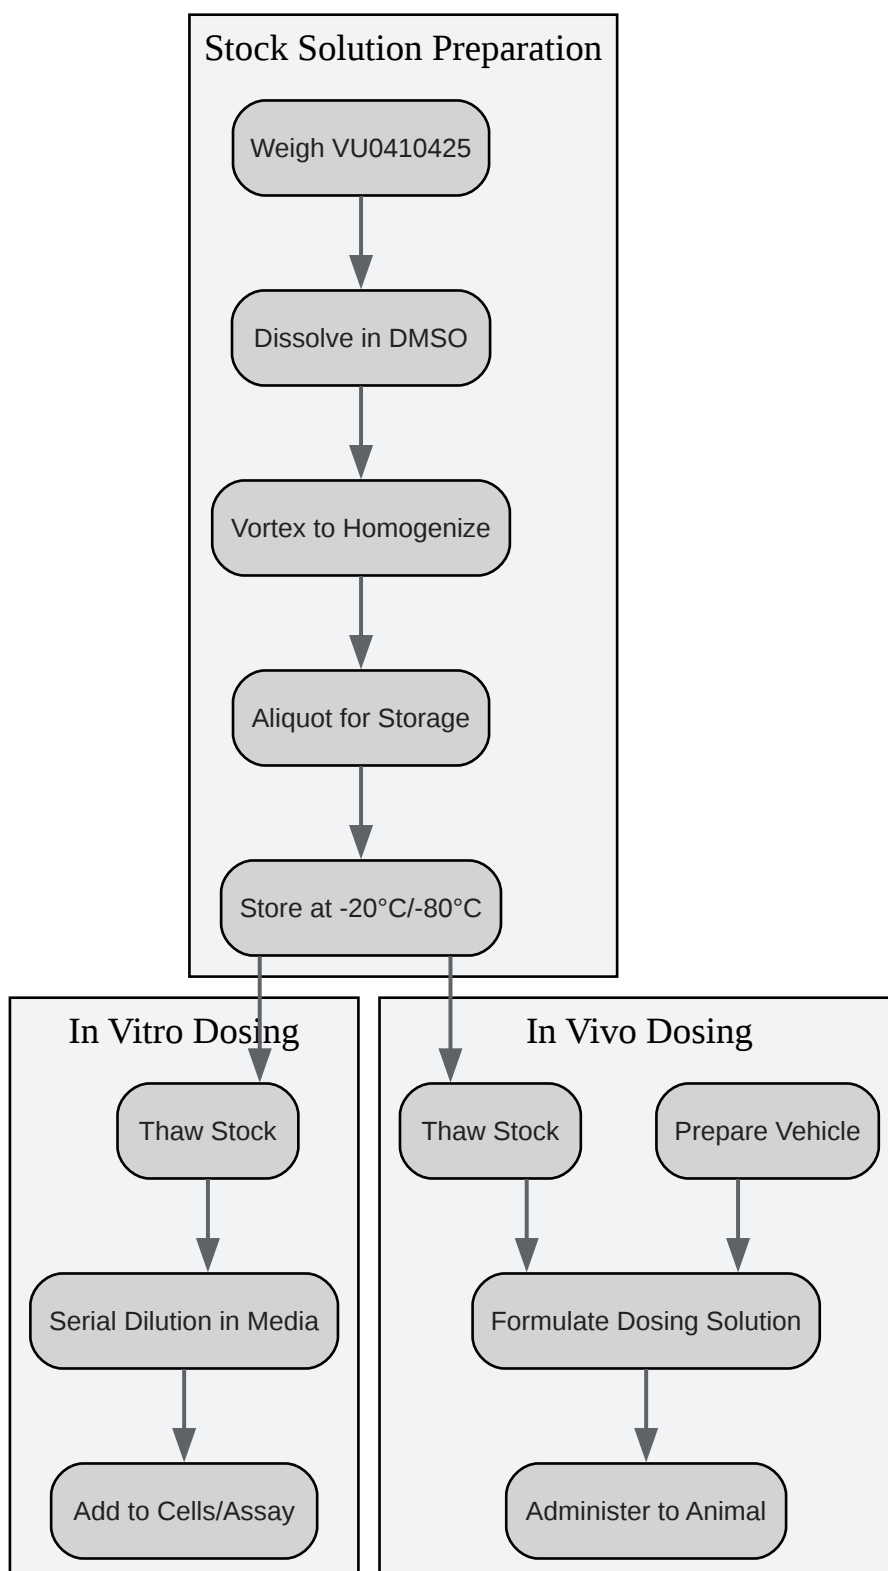 Stock Solution Preparation
Weigh VU0410425
Dissolve in DMSO
Vortex to Homogenize
Aliquot for Storage
Store at -20°C/-80°C
In Vitro Dosing
Thaw Stock
Serial Dilution in Media
Add to Cells/Assay
In Vivo Dosing
Thaw Stock
Prepare Vehicle
Formulate Dosing Solution
Administer to Animal